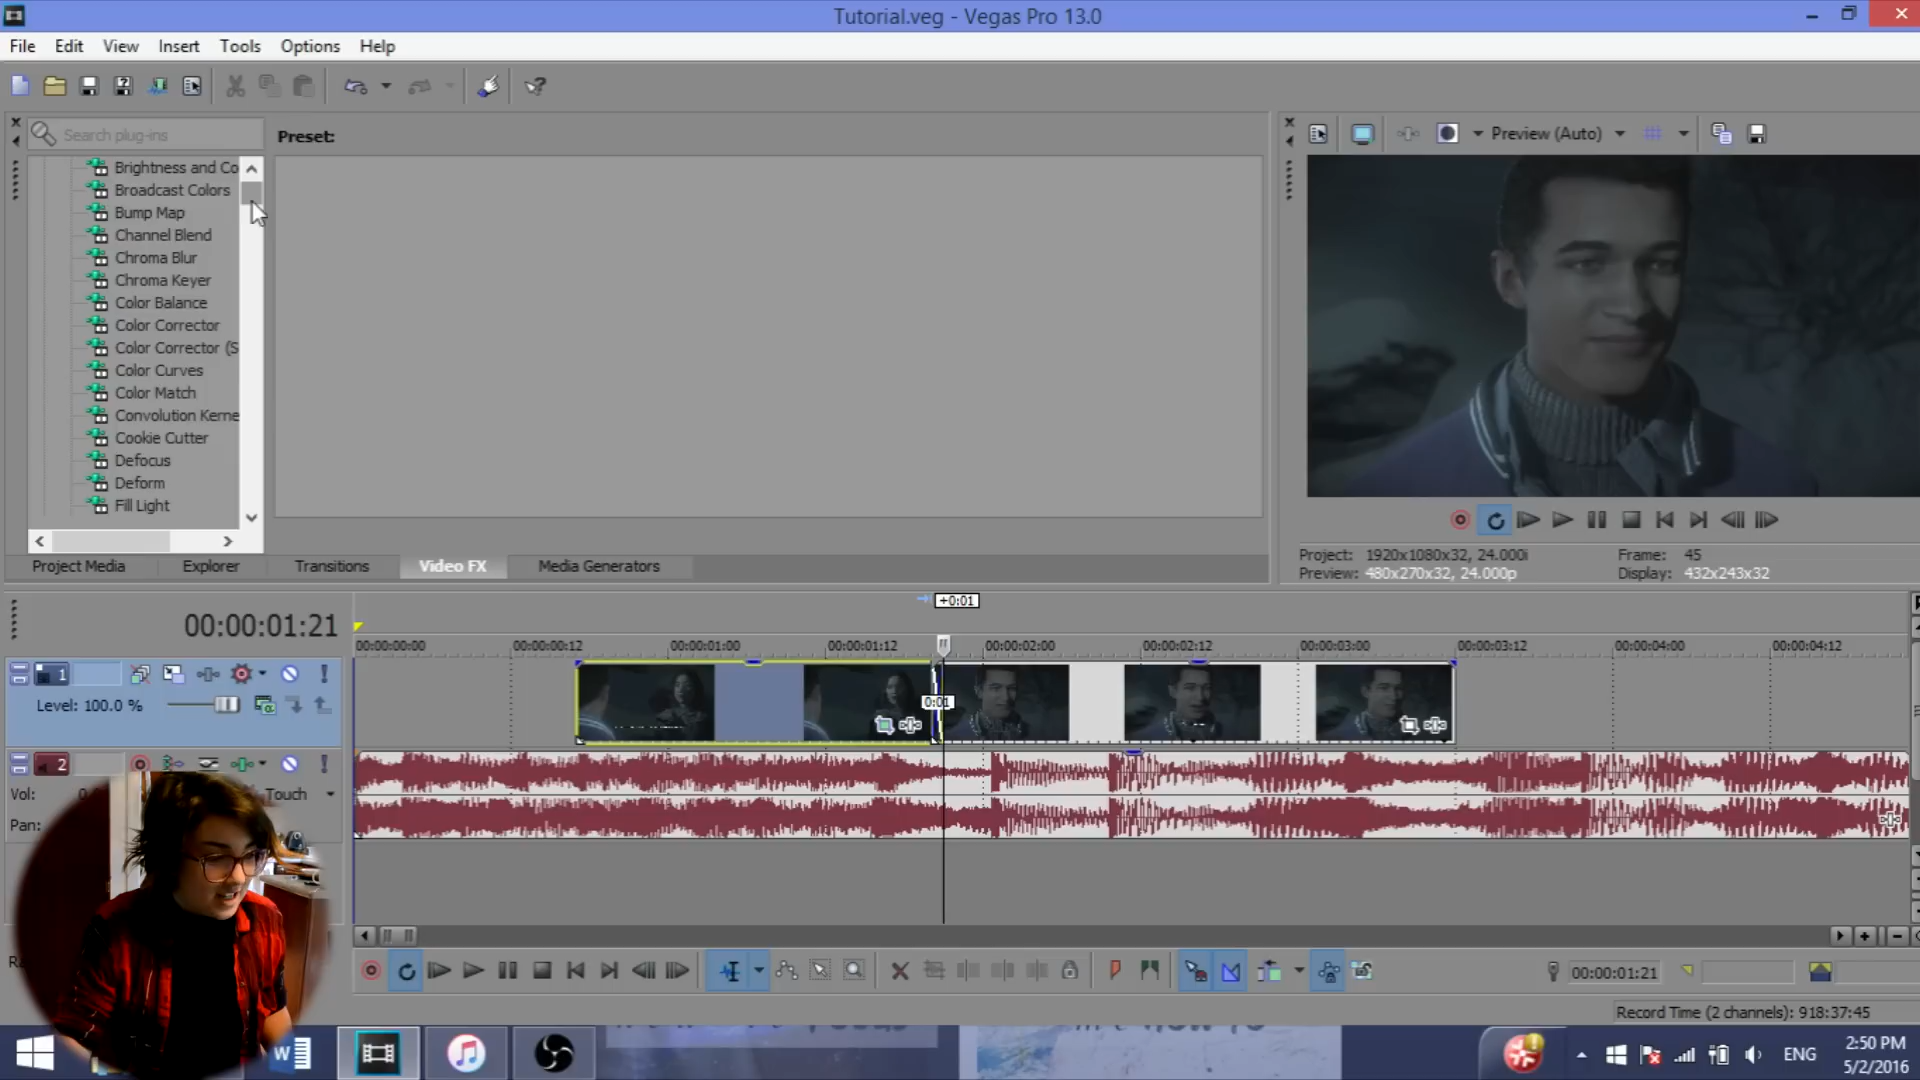 Tutorial.veg - Vegas Pro 13.0
File Edit View Insert Tools Options Help
Search plug-ins
Preset:
Preview (Auto)
Brightness and Co
Broadcast Colors
Bump Map
Channel Blend
Chroma Blur
Chroma Keyer
Color Balance
Color Corrector
Color Corrector (S
Color Curves
Color Match
Convolution Kerne
Cookie Cutter
Defocus
Deform
Fill Light
Project Media Explorer Transitions Video FX Media Generators
Project: 1920x1080x32, 24.000i Frame: 45
Preview: 480x270x32, 24.000p Display: 432x243x32
00:00:01:21
+0:01
00:00:00:00 00:00:00:12 00:00:01:00 00:00:01:12 00:00:02:00 00:00:02:12 00:00:03:00 00:00:03:12 00:00:04:00 00:00:04:12
1
Level: 100.0 %
0:01
2
Vol: Touch
Pan:
00:00:01:21
Record Time (2 channels): 918:37:45
ENG
2:50 PM
5/2/2016